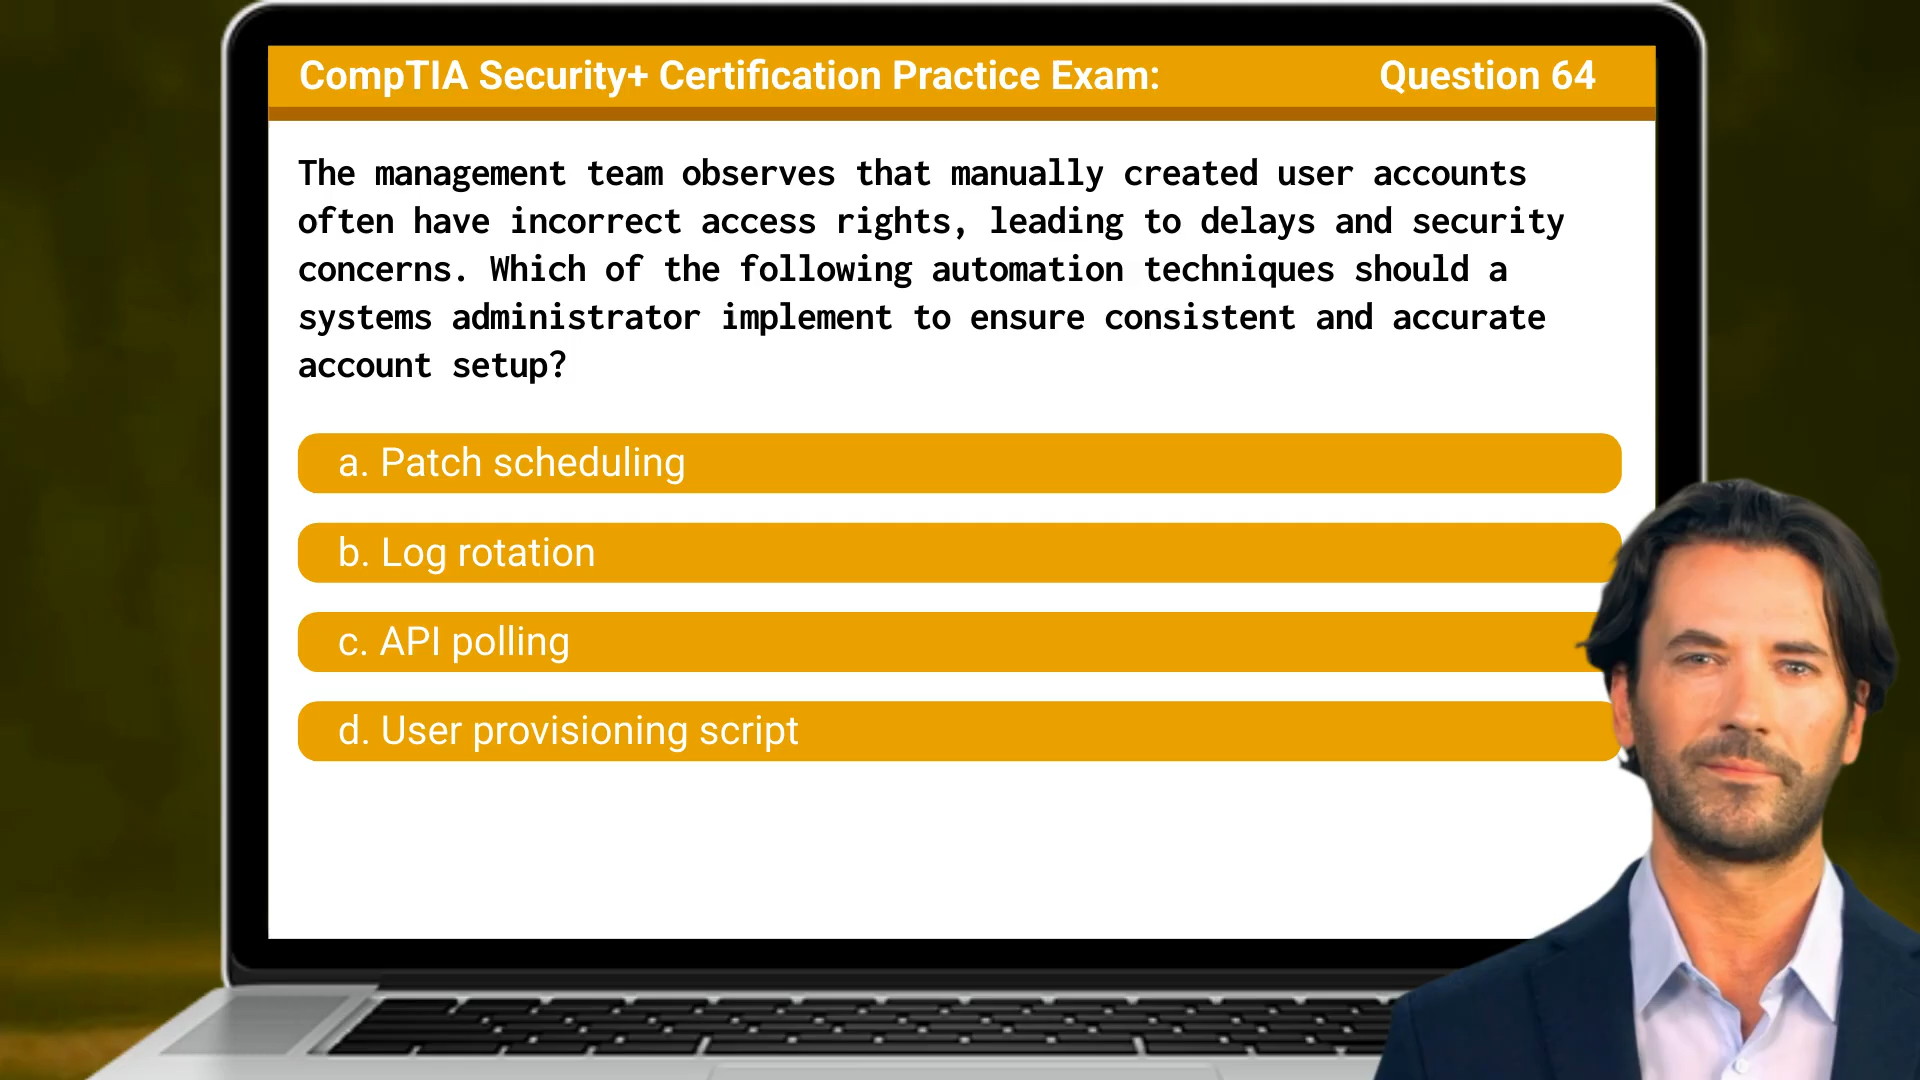 CompTIA Security+ Certification Practice Exam: Question 64
The management team observes that manually created user accounts
often have incorrect access rights, leading to delays and security
concerns. Which of the following automation techniques should a
systems administrator implement to ensure consistent and accurate
account setup?
a. Patch scheduling
b. Log rotation
c. API polling
d. User provisioning script